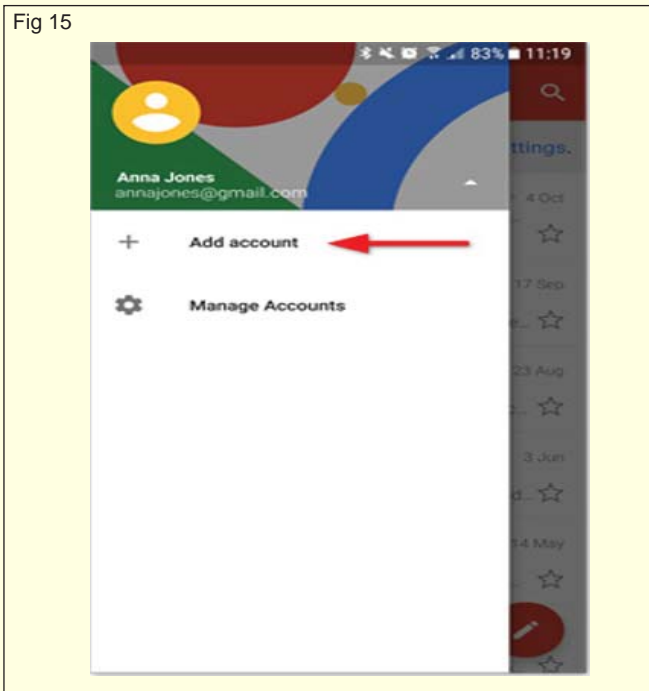 Fig 15
83% 11:19
ttings.
Anna Jones
annajones@gmail.com
4 Oct
Add account
17 Sep
Manage Accounts
e..
23 Aug
c..
3 Jun
d..
14 May